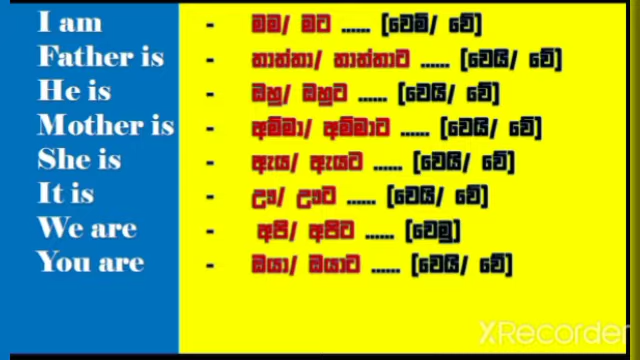 I am - මම/ මට ...... [වෙමි/ වේ]
Father is - තාත්තා/ තාත්තාට ...... [වෙයි/ වේ]
He is - ඔහු/ ඔහුට ...... [වෙයි/ වේ]
Mother is - අම්මා/ අම්මාට ...... [වෙයි/ වේ]
She is - ඇය/ ඇයට ...... [වෙයි/ වේ]
It is - ඌ/ ඌට ...... [වෙයි/ වේ]
We are - අපි/ අපිට ...... [වෙමු]
You are - ඔයා/ ඔයාට ...... [වෙයි/ වේ]
XRecorder